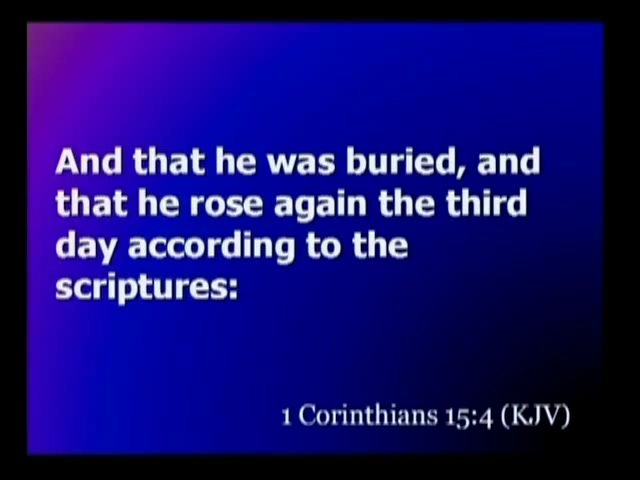 And that he was buried, and
that he rose again the third
day according to the
scriptures:
1 Corinthians 15:4 (KJV)